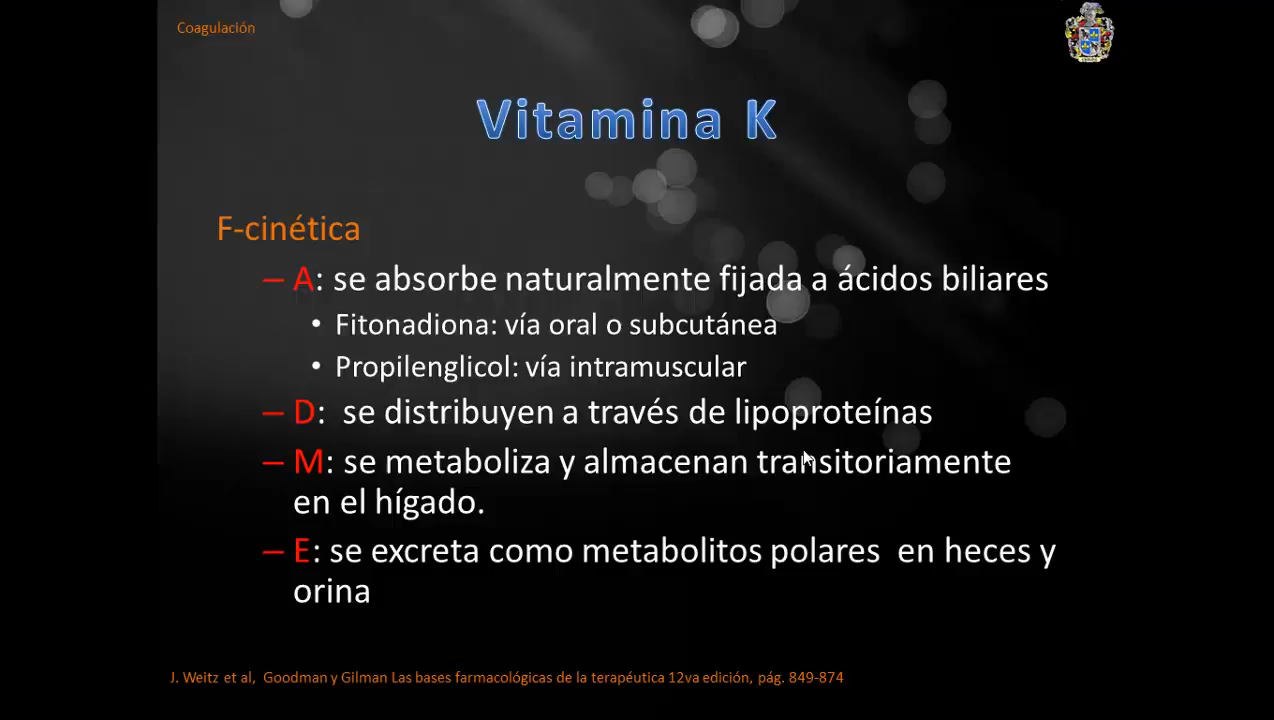 Coagulación
Vitamina K
F-cinética
– A: se absorbe naturalmente fijada a ácidos biliares
• Fitonadiona: vía oral o subcutánea
• Propilenglicol: vía intramuscular
– D:  se distribuyen a través de lipoproteínas
– M: se metaboliza y almacenan transitoriamente
en el hígado.
– E: se excreta como metabolitos polares  en heces y
orina
J. Weitz et al,  Goodman y Gilman Las bases farmacológicas de la terapéutica 12va edición, pág. 849-874